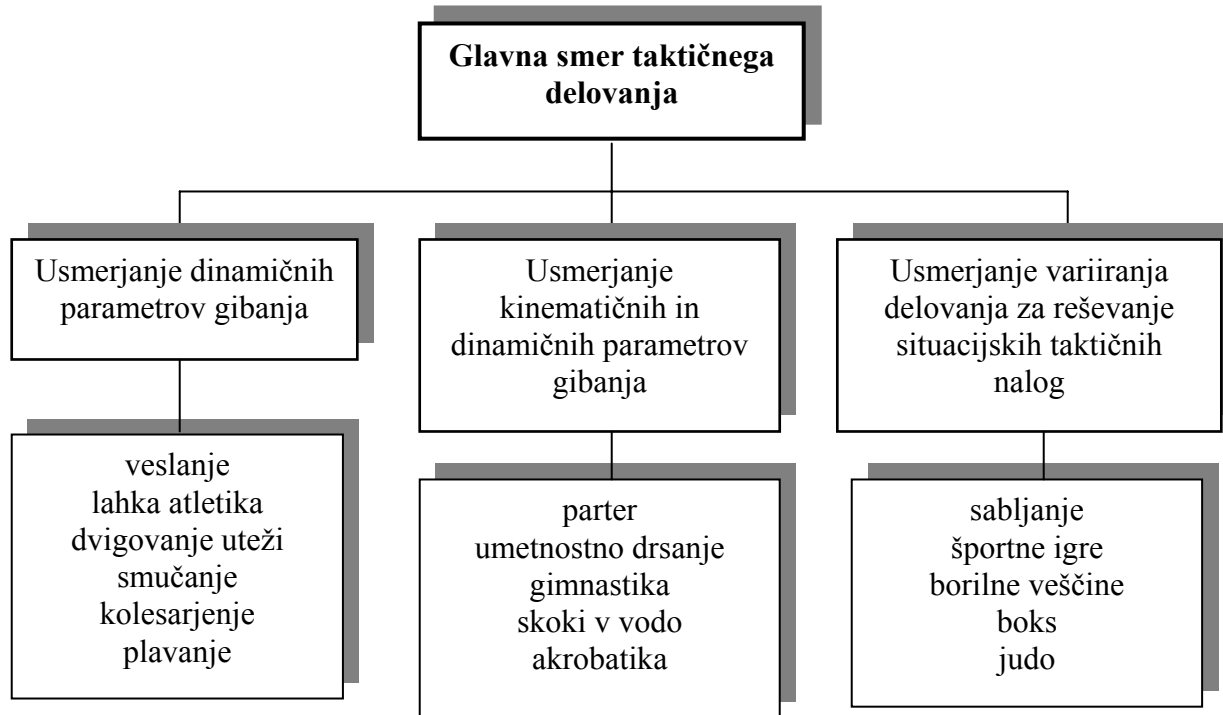 Glavna smer taktičnega
delovanja
Usmerjanje dinamičnih
parametrov gibanja
Usmerjanje
kinematičnih in
dinamičnih parametrov
gibanja
Usmerjanje variiranja
delovanja za reševanje
situacijskih taktičnih
nalog
veslanje
lahka atletika
dvigovanje uteži
smučanje
kolesarjenje
plavanje
parter
umetnostno drsanje
gimnastika
skoki v vodo
akrobatika
sabljanje
športne igre
borilne veščine
boks
judo